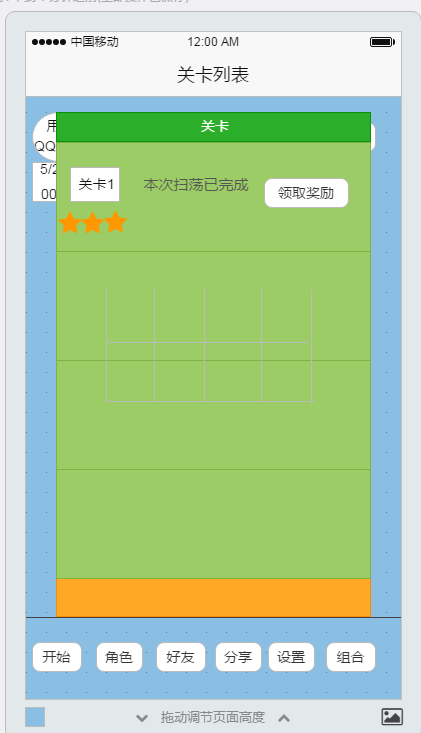 中国移动 12:00 AM
关卡列表
关卡
用
QQ
5/2
00
关卡1 本次扫荡已完成 领取奖励
开始 角色 好友 分享 设置 组合
拖动调节页面高度